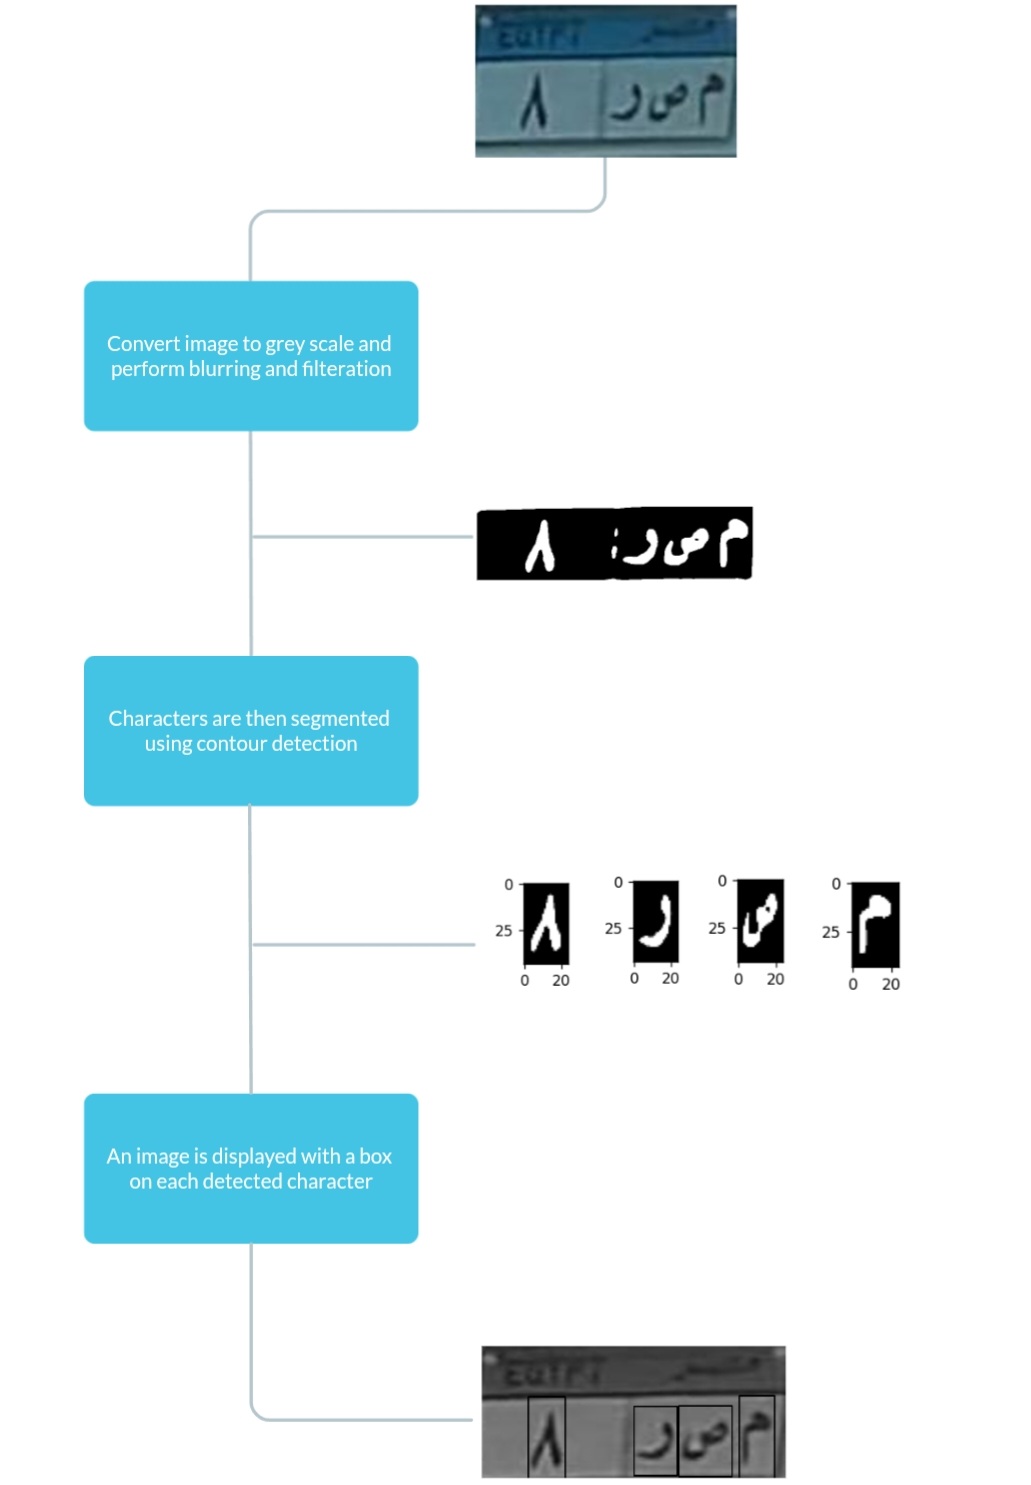 EGYPT مصر
٨ م ص ر
Convert image to grey scale and
perform blurring and filteration
٨ م ص ر
Characters are then segmented
using contour detection
0 25 0 20
0 25 0 20
0 25 0 20
0 25 0 20
٨ ر ص م
An image is displayed with a box
on each detected character
EGYPT مصر
٨ م ص ر